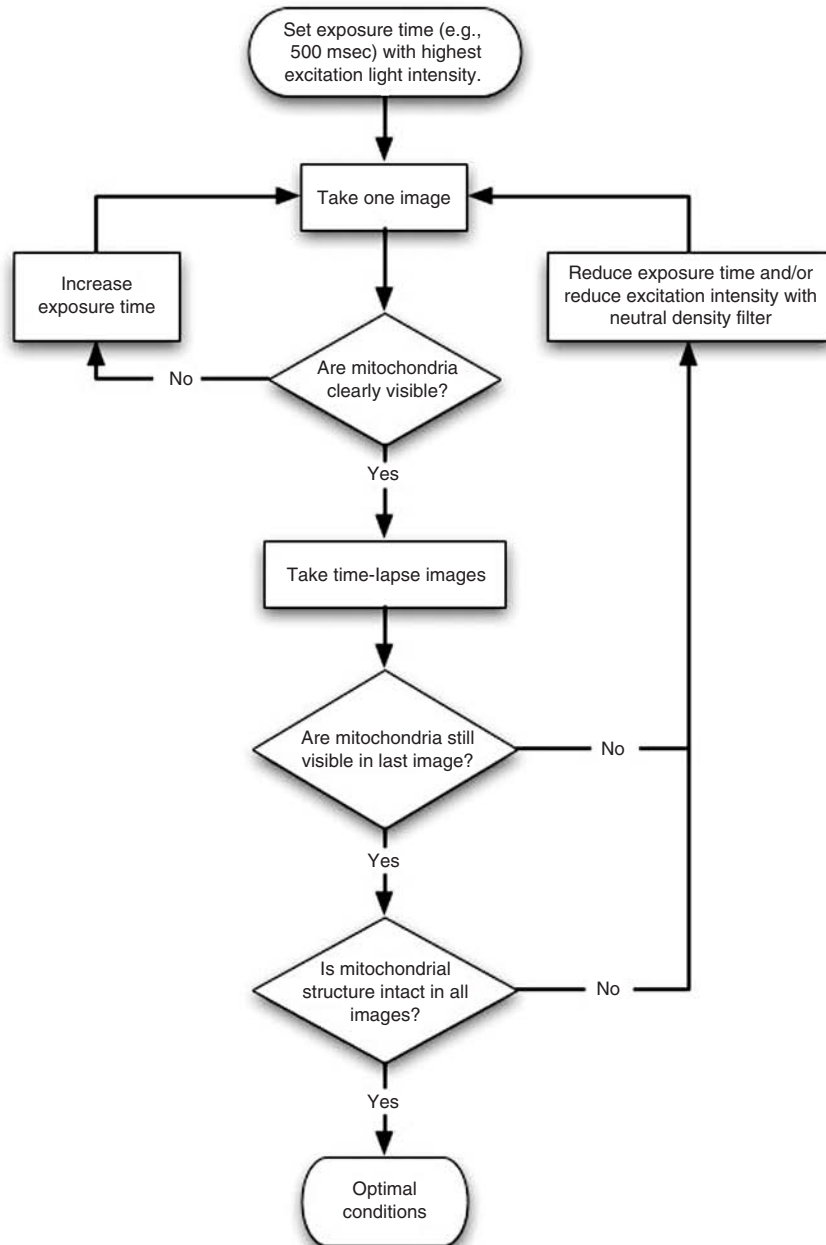 Set exposure time (e.g.,
500 msec) with highest
excitation light intensity.
Take one image
Increase
exposure time
Reduce exposure time and/or
reduce excitation intensity with
neutral density filter
Are mitochondria
clearly visible?
No
Yes
Take time-lapse images
Are mitochondria still
visible in last image?
No
Yes
Is mitochondrial
structure intact in all
images?
No
Yes
Optimal
conditions